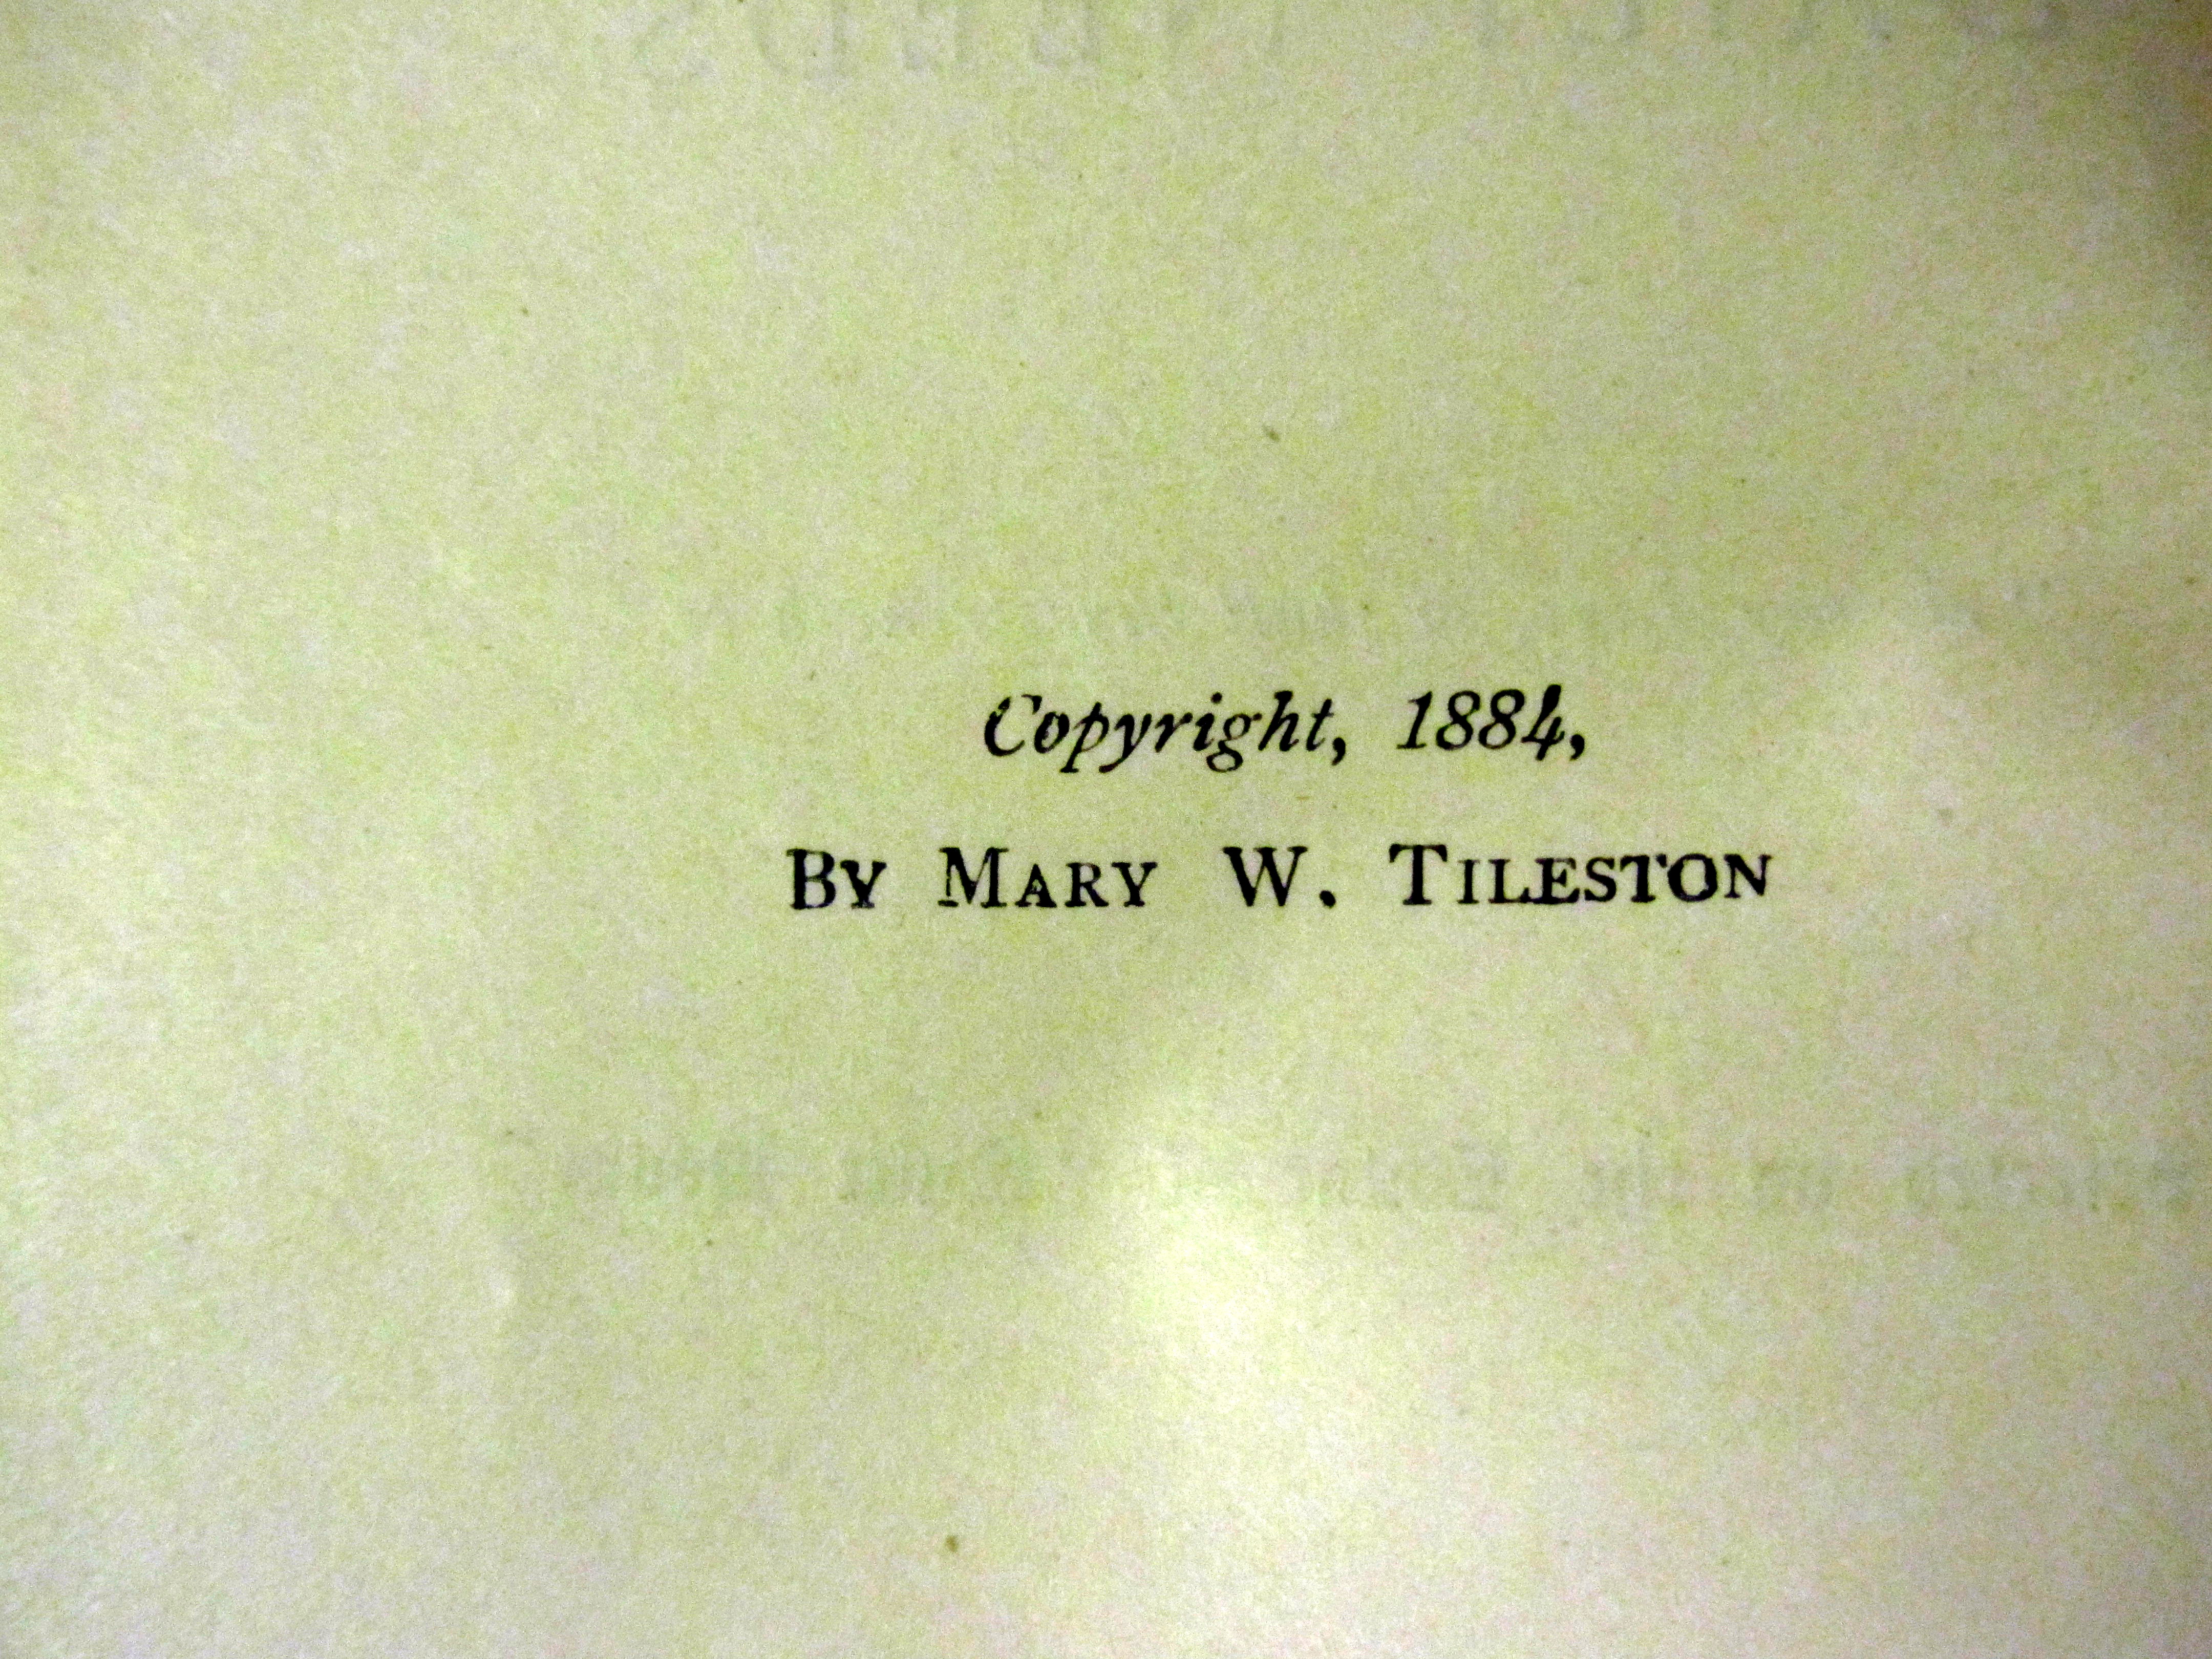 Copyright, 1884,
By Mary W. Tileston